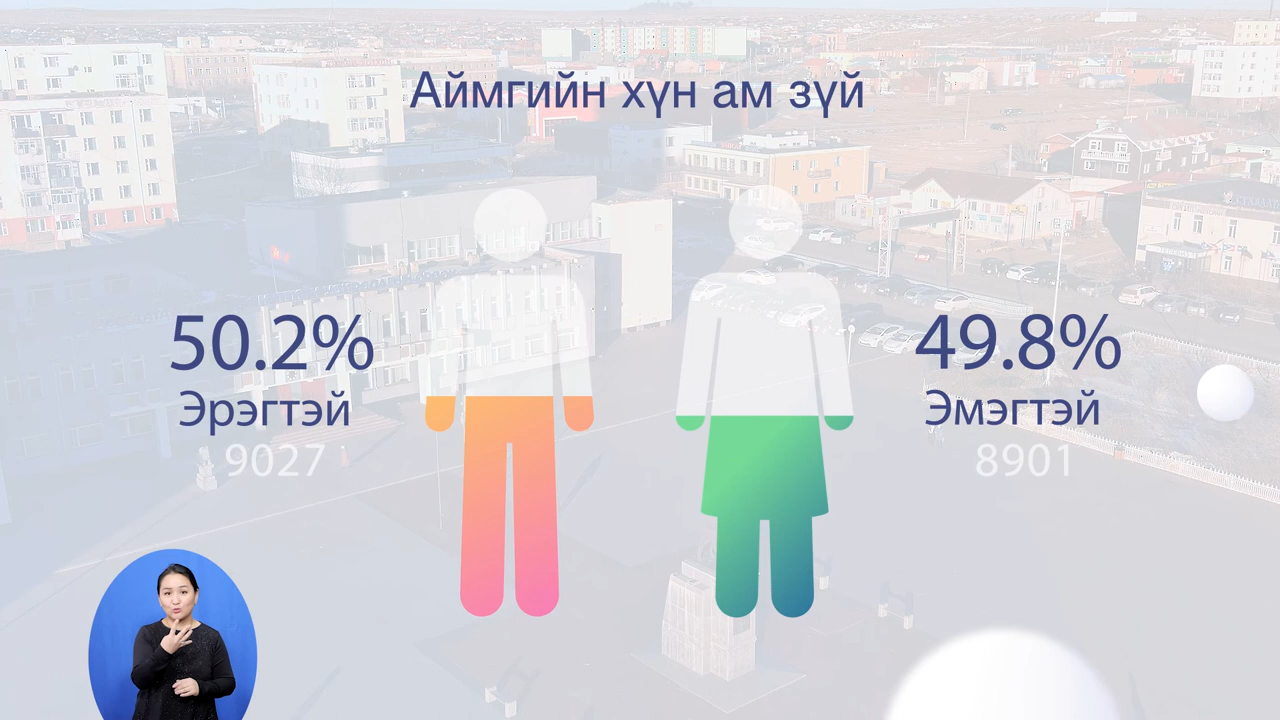 Аймгийн хүн ам зүй
50.2%
Эрэгтэй
9027
49.8%
Эмэгтэй
8901